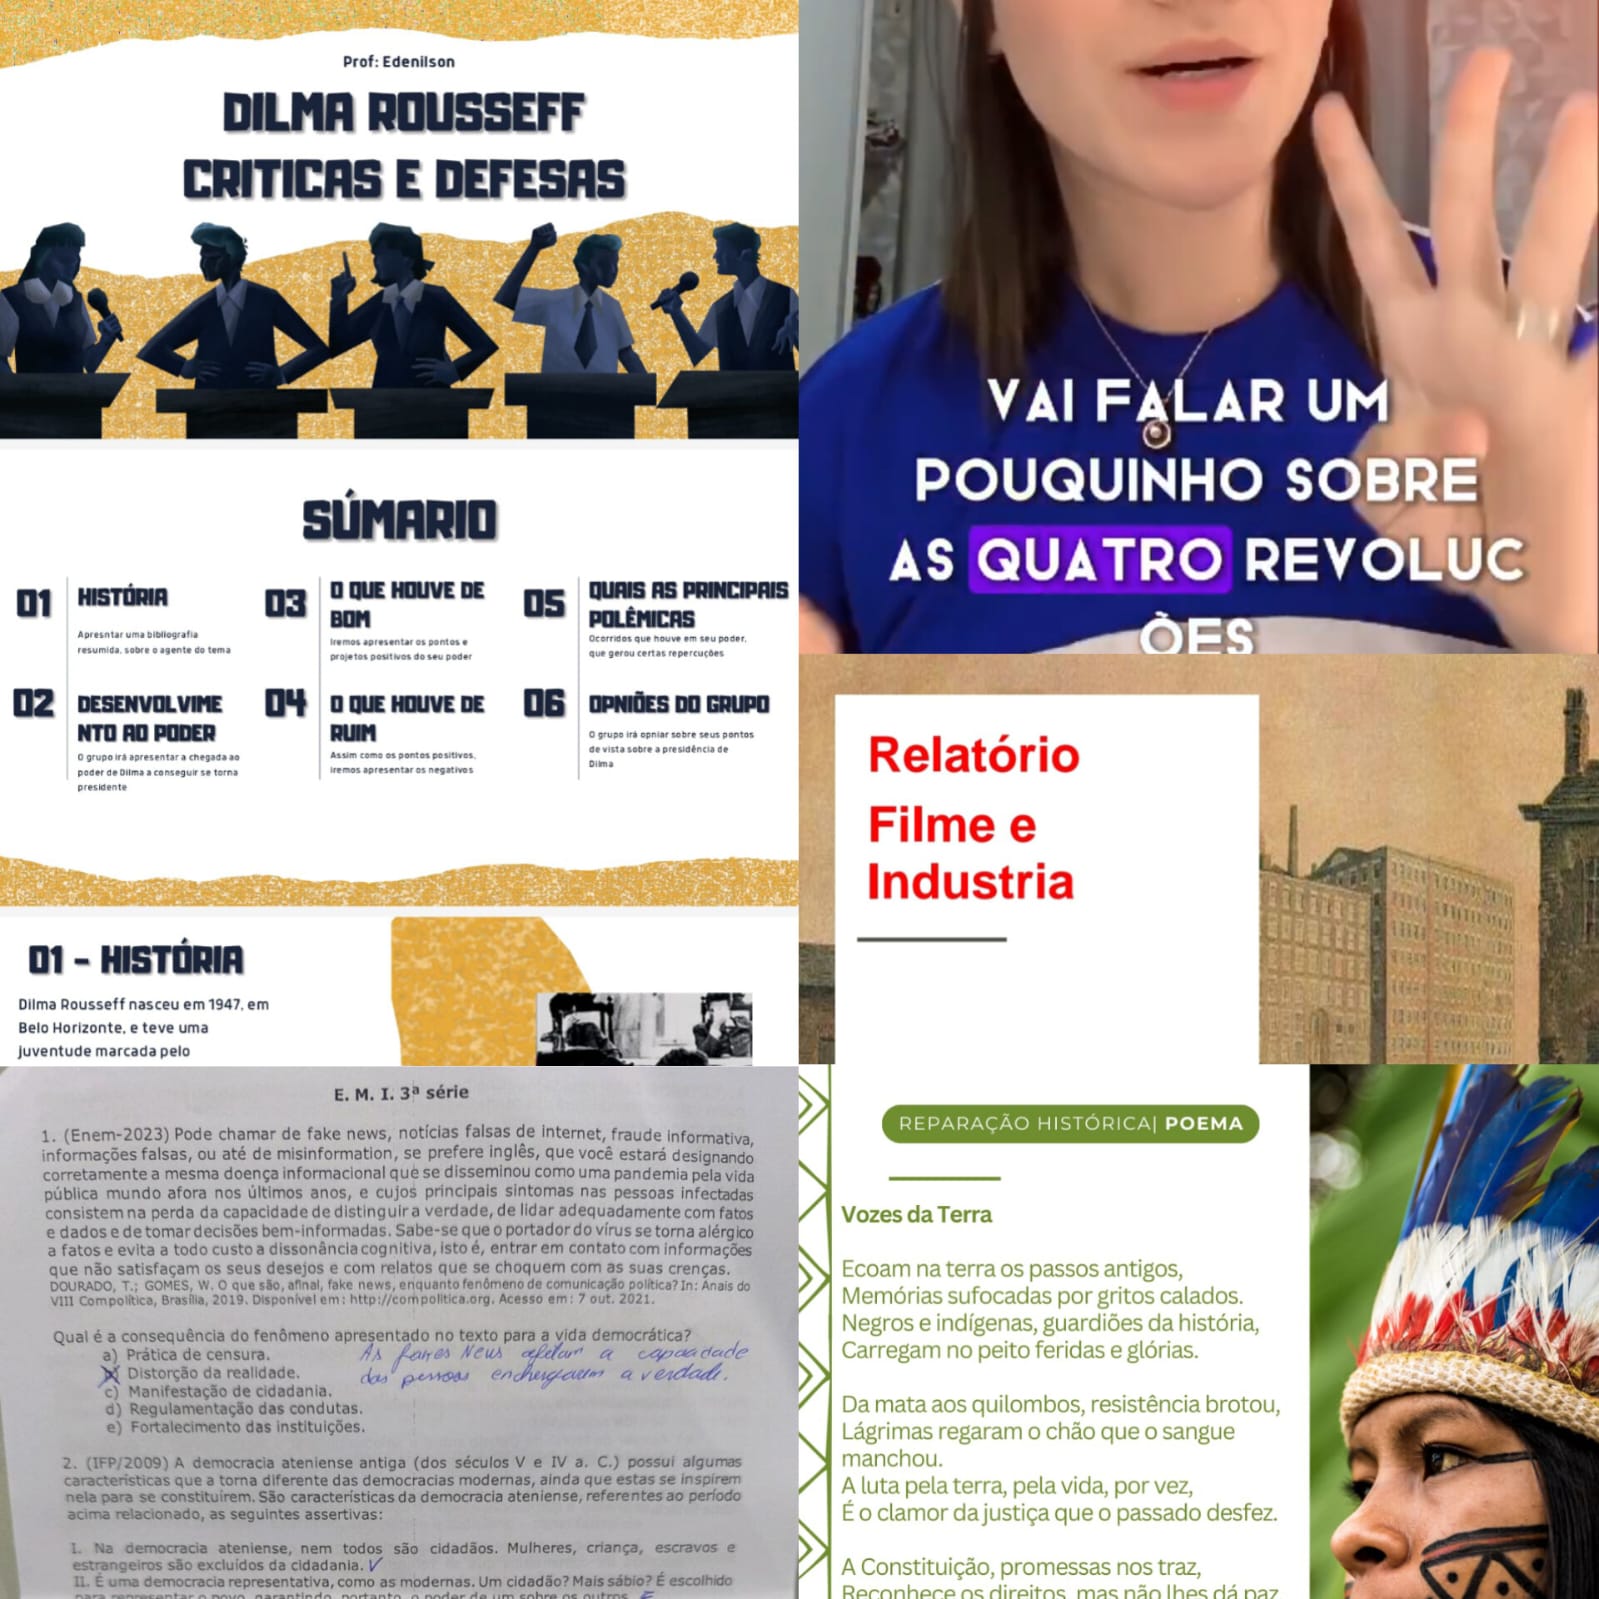 Prof: Edenilson
DILMA ROUSSEFF
CRITICAS E DEFESAS
SÚMARIO
01
HISTÓRIA
Apresntar uma bibliografia
resumida, sobre o agente do tema
02
DESENVOLVIME
NTO AO PODER
O grupo irá apresentar a chegada ao
poder de Dilma a conseguir se torna
presidente
03
O QUE HOUVE DE
BOM
Iremos apresentar os pontos e
projetos positivos do seu poder
04
O QUE HOUVE DE
RUIM
Assim como os pontos positivos,
iremos apresentar os negativos
05
QUAIS AS PRINCIPAIS
POLÊMICAS
Ocorridos que houve em seu poder,
que gerou certas repercuções
06
OPNIÕES DO GRUPO
O grupo irá opniar sobre seus pontos
de vista sobre a presidência de
Dilma
01 - HISTÓRIA
Dilma Rousseff nasceu em 1947, em
Belo Horizonte, e teve uma
juventude marcada pelo
VAI FALAR UM
POUQUINHO SOBRE
AS QUATRO REVOLUC
ÕES
Relatório
Filme e
Industria
E. M. I. 3ª série
1. (Enem-2023) Pode chamar de fake news, notícias falsas de internet, fraude informativa,
informações falsas, ou até de misinformation, se prefere inglês, que você estará designando
corretamente a mesma doença informacional que se disseminou como uma pandemia pela vida
pública mundo afora nos últimos anos, e cujos principais sintomas nas pessoas infectadas
consistem na perda da capacidade de distinguir a verdade, de lidar adequadamente com fatos
e dados e de tomar decisões bem-informadas. Sabe-se que o portador do vírus se torna alérgico
a fatos e evita a todo custo a dissonância cognitiva, isto é, entrar em contato com informações
que não satisfaçam os seus desejos e com relatos que se choquem com as suas crenças.
DOURADO, T.; GOMES, W. O que são, afinal, fake news, enquanto fenômeno de comunicação política? In: Anais do
VIII Compolítica, Brasília, 2019. Disponível em: http://compolitica.org. Acesso em: 7 out. 2021.
Qual é a consequência do fenômeno apresentado no texto para a vida democrática?
a) Prática de censura.
b) Distorção da realidade.
c) Manifestação de cidadania.
d) Regulamentação das condutas.
e) Fortalecimento das instituições.
As fakes News afetam a capacidade
das pessoas enchergarem a verdade.
2. (IFP/2009) A democracia ateniense antiga (dos séculos V e IV a. C.) possui algumas
características que a torna diferente das democracias modernas, ainda que estas se inspirem
nela para se constituirem. São características da democracia ateniense, referentes ao período
acima relacionado, as seguintes assertivas:
I. Na democracia ateniense, nem todos são cidadãos. Mulheres, criança, escravos e
estrangeiros são excluídos da cidadania. V
II. É uma democracia representativa, como as modernas. Um cidadão? Mais sábio? É escolhido
para representar o povo, garantindo, portanto, o poder de um sobre os outros. F
REPARAÇÃO HISTÓRICA| POEMA
Vozes da Terra
Ecoam na terra os passos antigos,
Memórias sufocadas por gritos calados.
Negros e indígenas, guardiões da história,
Carregam no peito feridas e glórias.
Da mata aos quilombos, resistência brotou,
Lágrimas regaram o chão que o sangue
manchou.
A luta pela terra, pela vida, por vez,
É o clamor da justiça que o passado desfez.
A Constituição, promessas nos traz,
Reconhece os direitos, mas não lhes dá paz